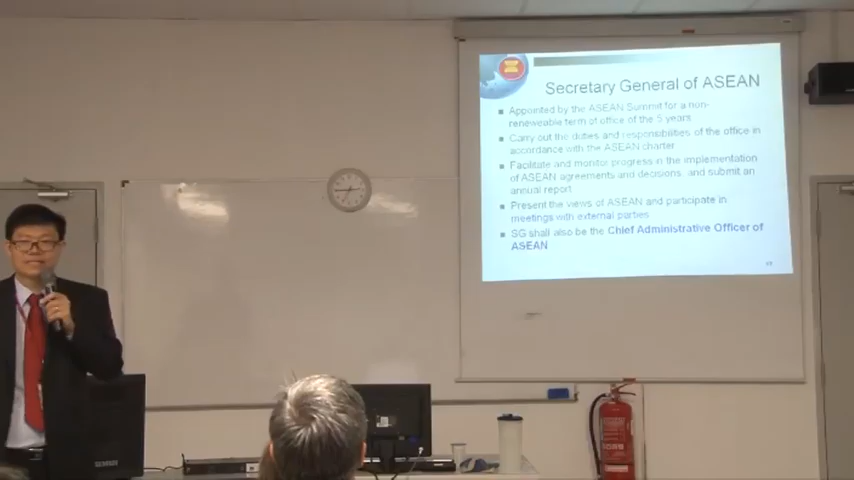 Secretary General of ASEAN
Appointed by the ASEAN Summit for a non-
reneweable term of office of the 5 years
Carry out the duties and responsibilities of the office in
accordance with the ASEAN charter
Facilitate and monitor progress in the implementation
of ASEAN agreements and decisions, and submit an
annual report
Present the views of ASEAN and participate in
meetings with external parties
SG shall also be the Chief Administrative Officer of
ASEAN